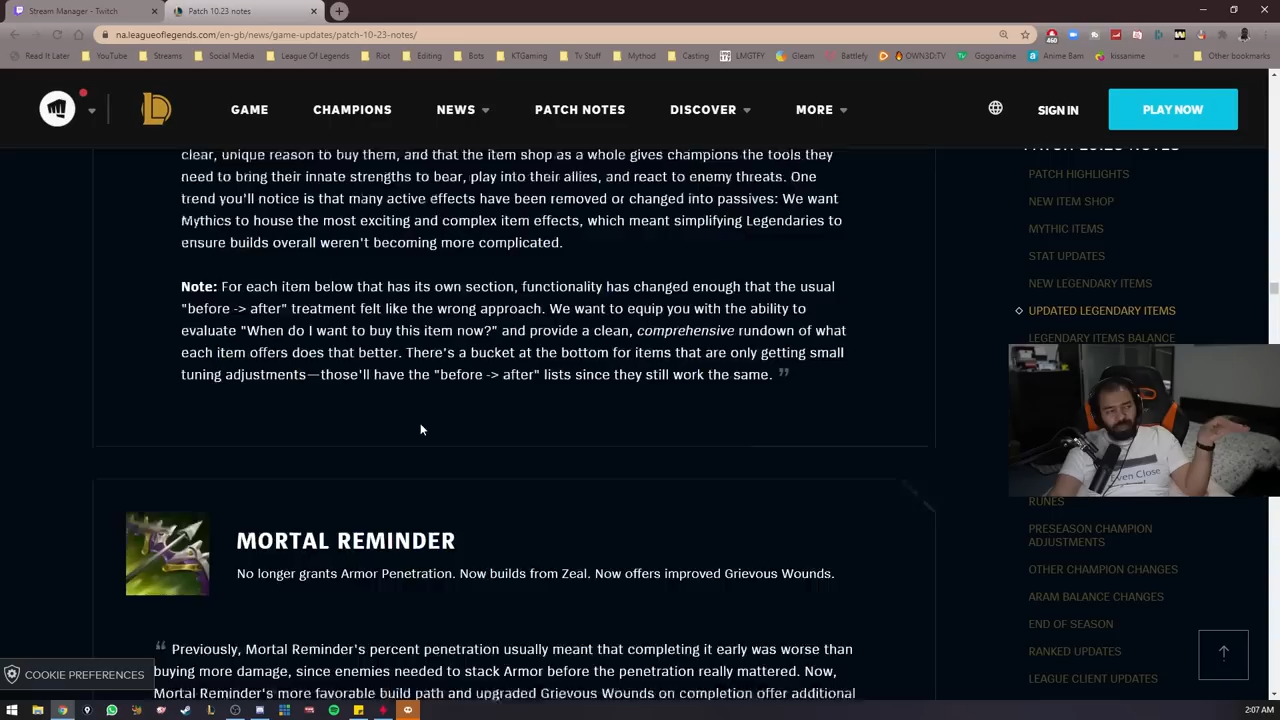 Stream Manager - Twitch
Patch 10.23 notes
na.leagueoflegends.com/en-gb/news/game-updates/patch-10-23-notes/
450
Read It Later YouTube Streams Social Media League Of Legends Riot Editing Bots KTGaming Tv Stuff Mythod Casting LMGTFY Gleam Battlefy OWN3D.TV Gogoanime Anime Bam kissanime Other bookmarks
GAME CHAMPIONS NEWS PATCH NOTES DISCOVER MORE SIGN IN PLAY NOW
clear, unique reason to buy them, and that the item shop as a whole gives champions the tools they
need to bring their innate strengths to bear, play into their allies, and react to enemy threats. One
trend you'll notice is that many active effects have been removed or changed into passives: We want
Mythics to house the most exciting and complex item effects, which meant simplifying Legendaries to
ensure builds overall weren't becoming more complicated.
Note: For each item below that has its own section, functionality has changed enough that the usual
"before -> after" treatment felt like the wrong approach. We want to equip you with the ability to
evaluate "When do I want to buy this item now?" and provide a clean, comprehensive rundown of what
each item offers does that better. There's a bucket at the bottom for items that are only getting small
tuning adjustments—those'll have the "before -> after" lists since they still work the same. ”
MORTAL REMINDER
No longer grants Armor Penetration. Now builds from Zeal. Now offers improved Grievous Wounds.
“ Previously, Mortal Reminder's percent penetration usually meant that completing it early was worse than
buying more damage, since enemies needed to stack Armor before the penetration really mattered. Now,
Mortal Reminder's more favorable build path and upgraded Grievous Wounds on completion offer additional
PATCH 10.23 NOTES
PATCH HIGHLIGHTS
NEW ITEM SHOP
MYTHIC ITEMS
STAT UPDATES
NEW LEGENDARY ITEMS
UPDATED LEGENDARY ITEMS
LEGENDARY ITEMS BALANCE
Even Close
RUNES
PRESEASON CHAMPION
ADJUSTMENTS
OTHER CHAMPION CHANGES
ARAM BALANCE CHANGES
END OF SEASON
RANKED UPDATES
LEAGUE CLIENT UPDATES
COOKIE PREFERENCES
2:07 AM